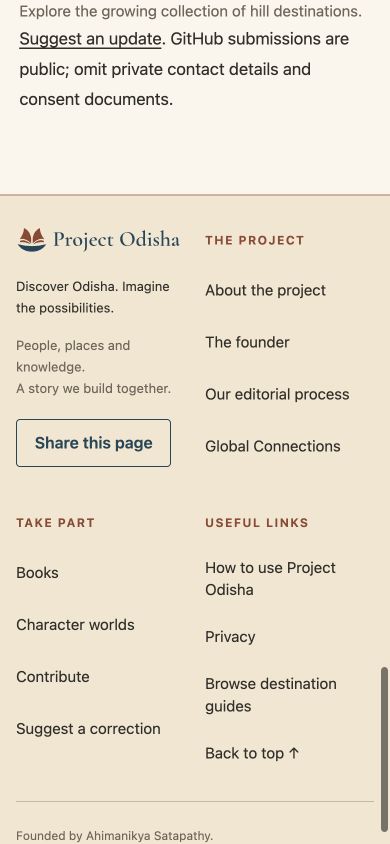 Explore the growing collection of hill destinations.
Suggest an update. GitHub submissions are
public; omit private contact details and
consent documents.
Project Odisha
Discover Odisha. Imagine
the possibilities.
People, places and
knowledge.
A story we build together.
Share this page
THE PROJECT
About the project
The founder
Our editorial process
Global Connections
TAKE PART
Books
Character worlds
Contribute
Suggest a correction
USEFUL LINKS
How to use Project
Odisha
Privacy
Browse destination
guides
Back to top ↑
Founded by Ahimanikya Satapathy.